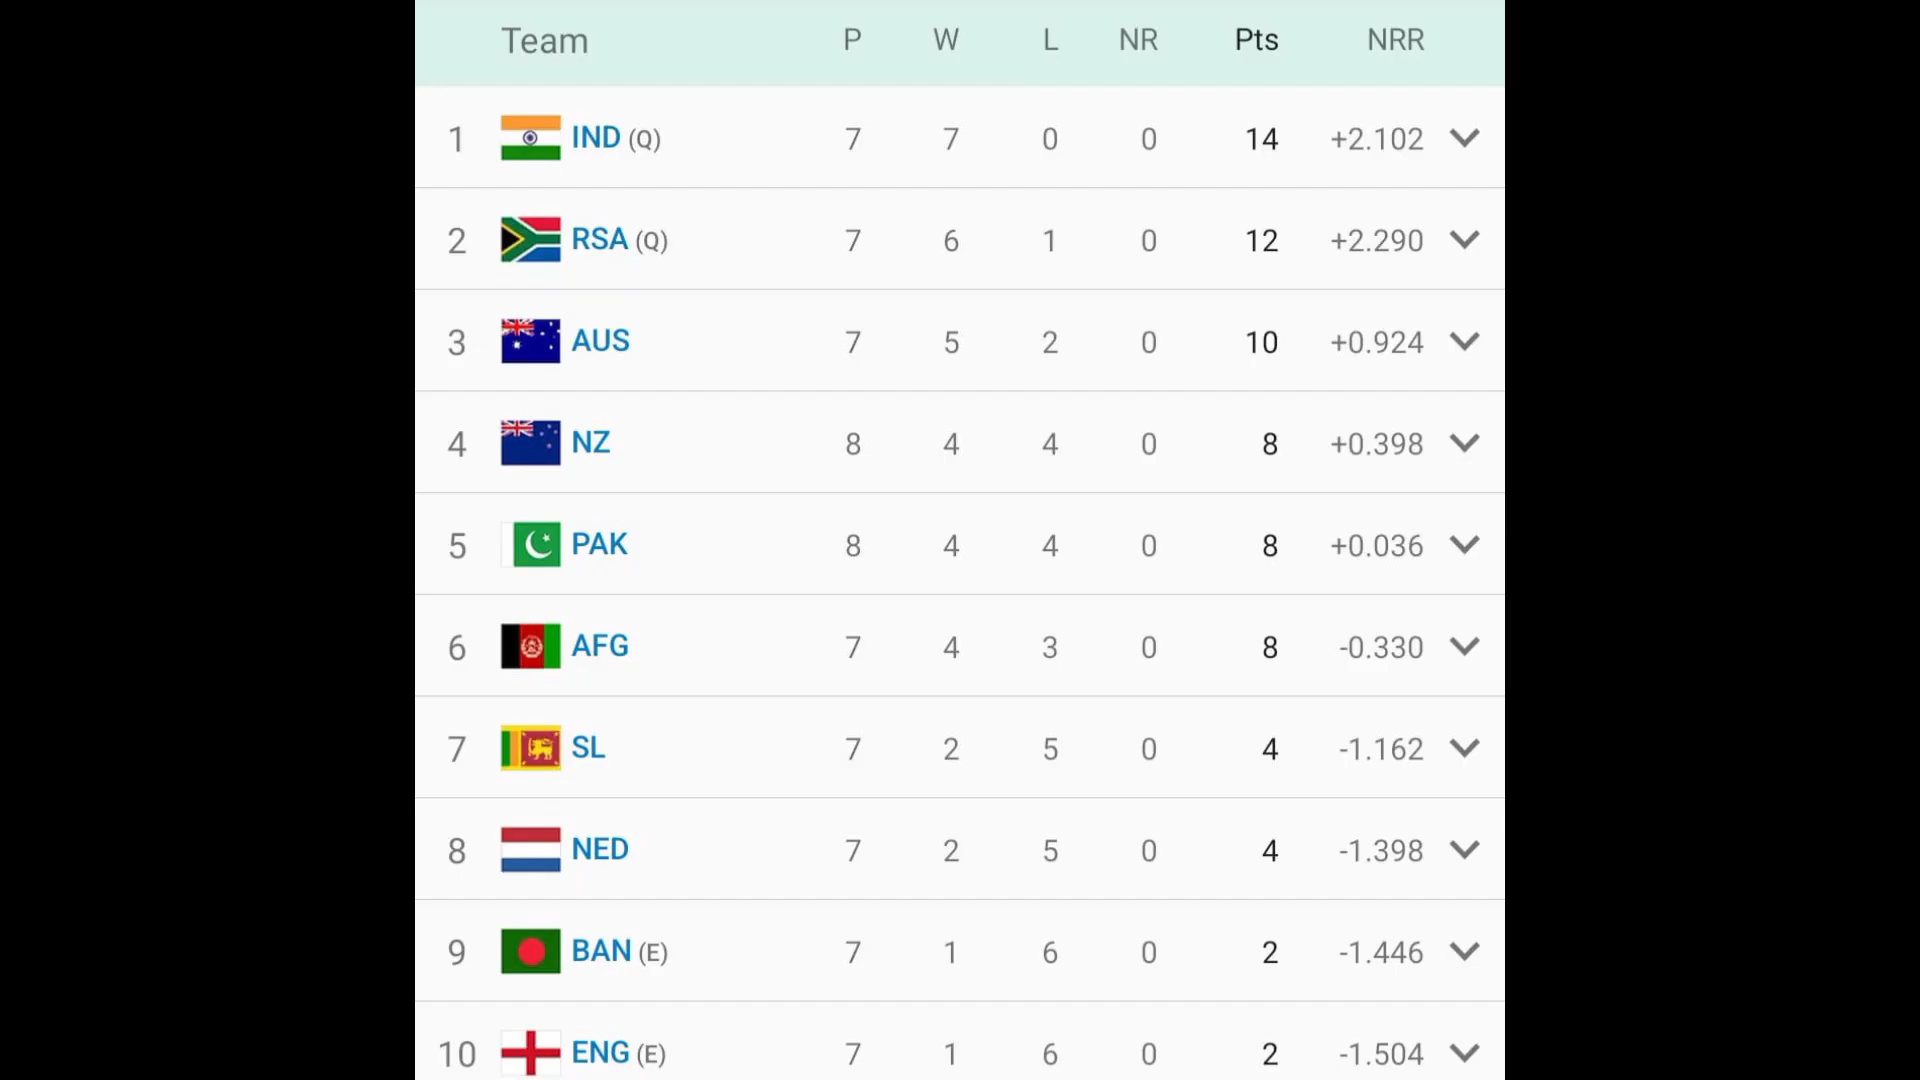 Team P W L NR Pts NRR
1 IND (Q) 7 7 0 0 14 +2.102
2 RSA (Q) 7 6 1 0 12 +2.290
3 AUS 7 5 2 0 10 +0.924
4 NZ 8 4 4 0 8 +0.398
5 PAK 8 4 4 0 8 +0.036
6 AFG 7 4 3 0 8 -0.330
7 SL 7 2 5 0 4 -1.162
8 NED 7 2 5 0 4 -1.398
9 BAN (E) 7 1 6 0 2 -1.446
10 ENG (E) 7 1 6 0 2 -1.504